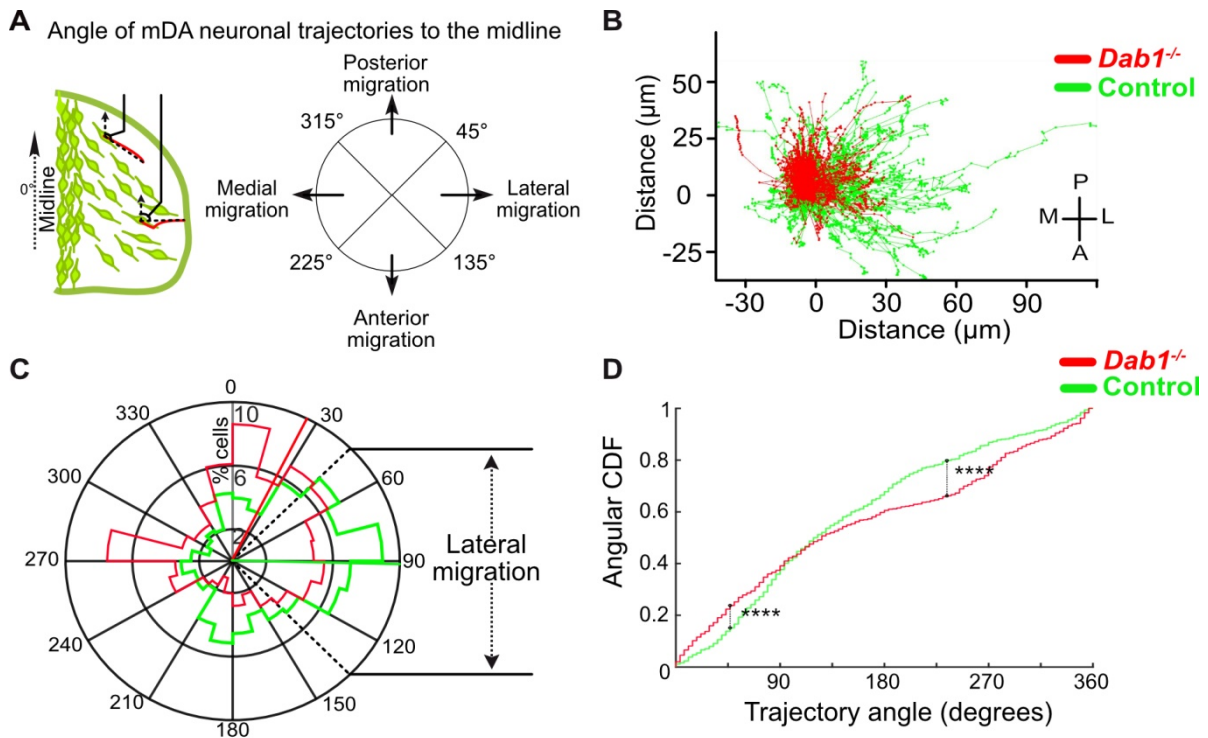 A
Angle of mDA neuronal trajectories to the midline
Posterior
migration
315°
45°
0°
Midline
Medial
migration
Lateral
migration
225°
135°
Anterior
migration
B
Dab1-/-
Control
Distance (µm)
50
25
0
-25
P
M
L
A
-30
0
30
60
90
Distance (µm)
C
0
330
30
10
% cells
6
2
300
60
270
90
Lateral
migration
240
120
210
150
180
D
Dab1-/-
Control
Angular CDF
1
0.8
0.6
0.4
0.2
0
****
****
90
180
270
360
Trajectory angle (degrees)